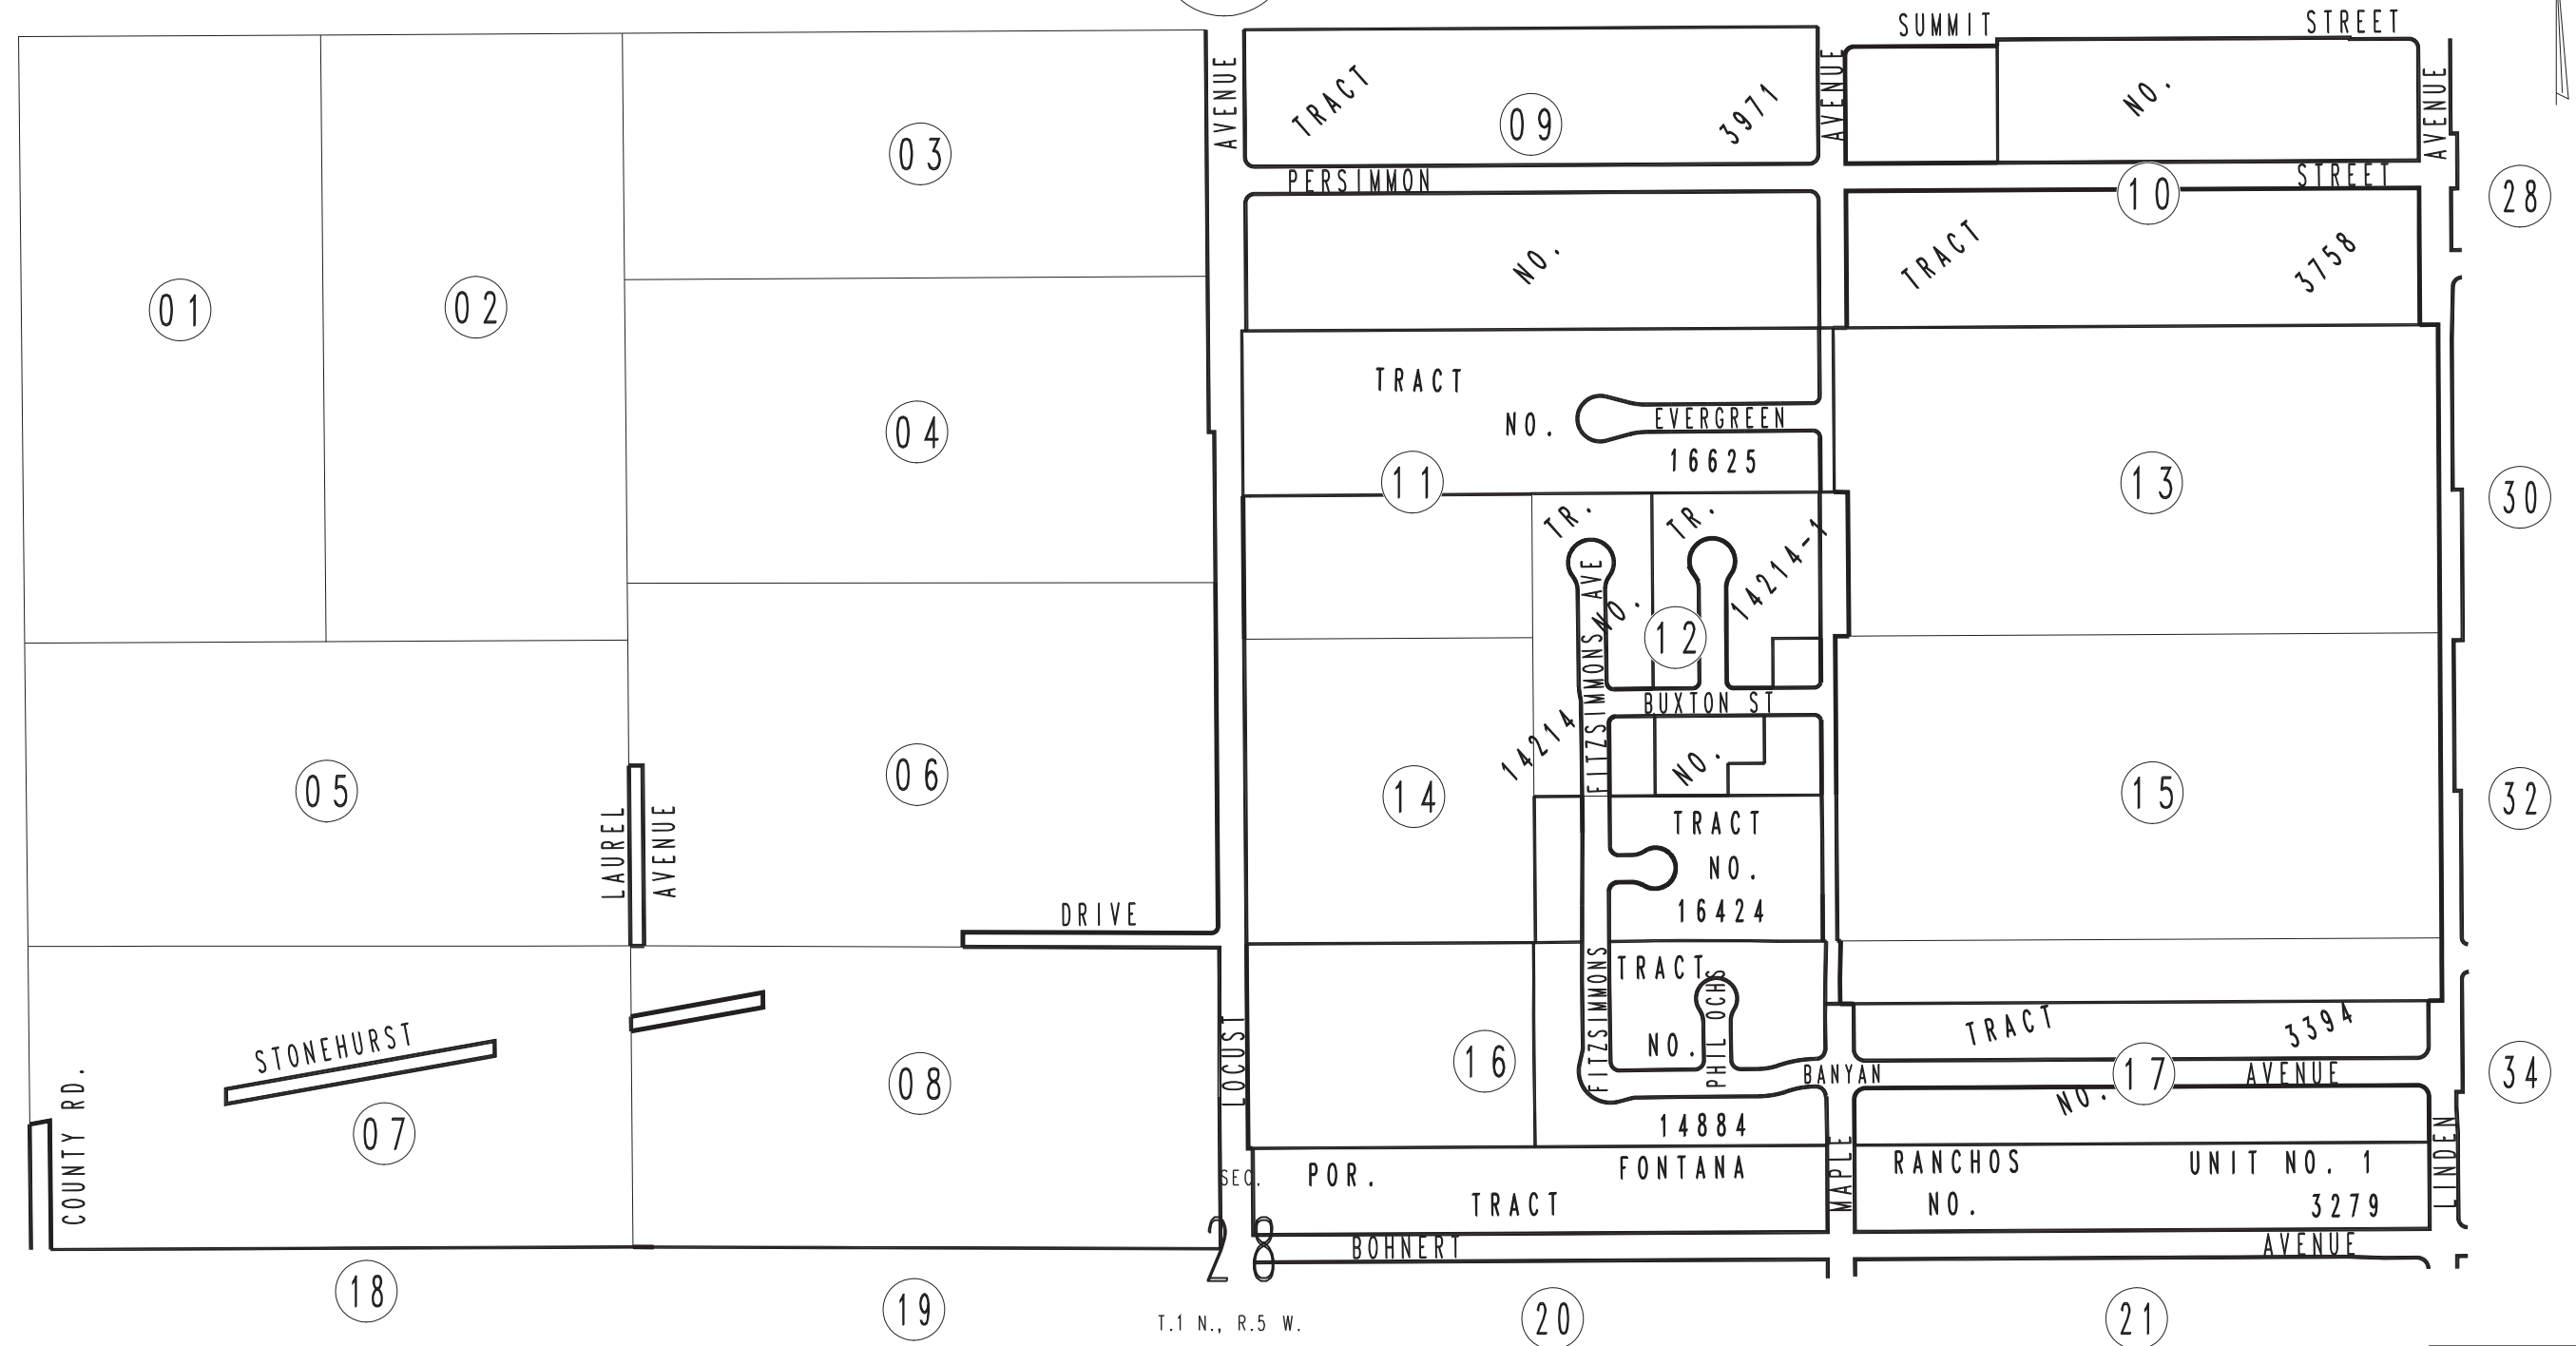 SUMMIT STREET
AVENUE
TRACT
09
3971
AVENUE
NO.
AVENUE
03
PERSIMMON
STREET
10
28
01
02
NO.
TRACT
3758
04
TRACT
NO.
EVERGREEN
16625
11
13
30
TR.
TR.
14214-1
FITZSIMMONS AVE
NO.
12
BUXTON ST
14214
NO.
05
06
14
15
32
LAUREL
AVENUE
TRACT
NO.
16424
DRIVE
FITZSIMMONS
TRACT
PHIL OCHS
NO.
STONEHURST
TRACT
3394
LOCUST
16
BANYAN
17
AVENUE
34
COUNTY RD.
07
08
NO.
14884
MAPLE
LINDEN
SEC.
28
POR.
FONTANA
RANCHOS
UNIT NO. 1
TRACT
NO.
3279
BOHNERT
AVENUE
18
19
T.1 N., R.5 W.
20
21